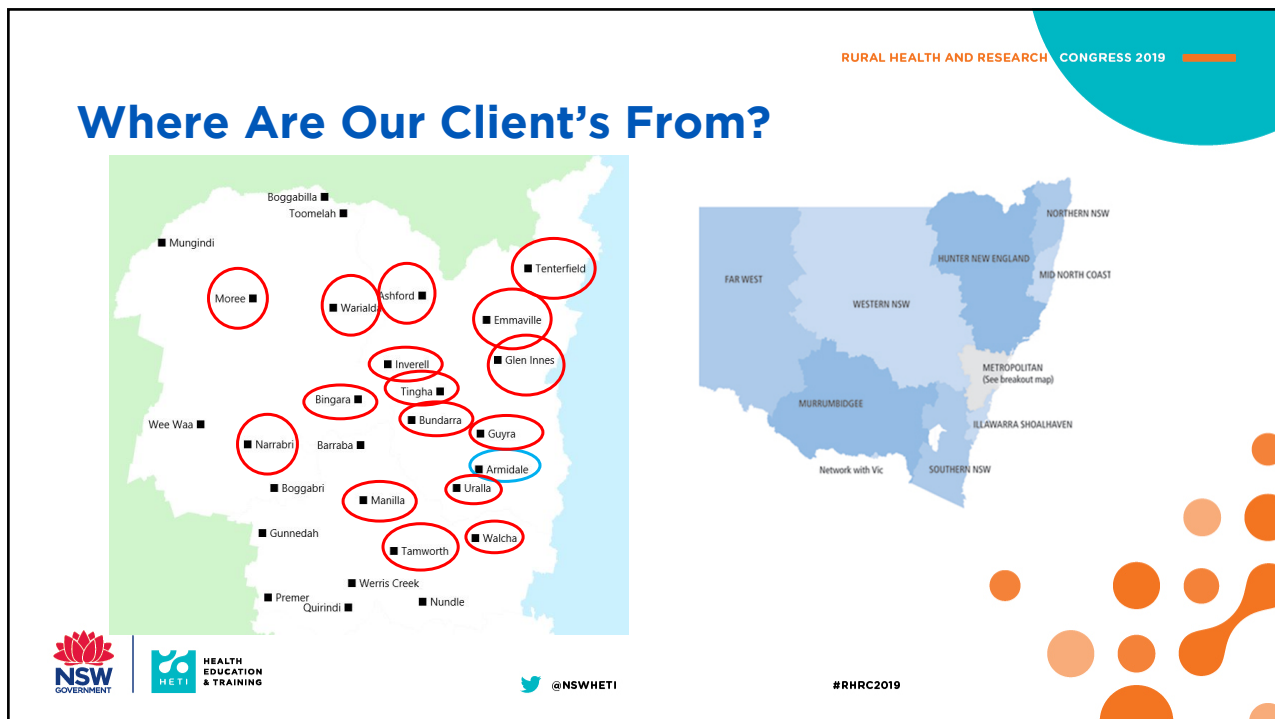 RURAL HEALTH AND RESEARCH CONGRESS 2019
Where Are Our Client's From?
Boggabilla
Toomelah
Mungindi
Tenterfield
Moree
Warialda
Ashford
Emmaville
Inverell
Glen Innes
Tingha
Bingara
Bundarra
Wee Waa
Guyra
Narrabri
Barraba
Armidale
Boggabri
Uralla
Manilla
Gunnedah
Walcha
Tamworth
Werris Creek
Premer
Nundle
Quirindi
NORTHERN NSW
HUNTER NEW ENGLAND
MID NORTH COAST
FAR WEST
WESTERN NSW
METROPOLITAN
(See breakout map)
MURRUMBIDGEE
ILLAWARRA SHOALHAVEN
Network with Vic
SOUTHERN NSW
NSW
GOVERNMENT
HETI
HEALTH
EDUCATION
& TRAINING
@NSWHETI
#RHRC2019